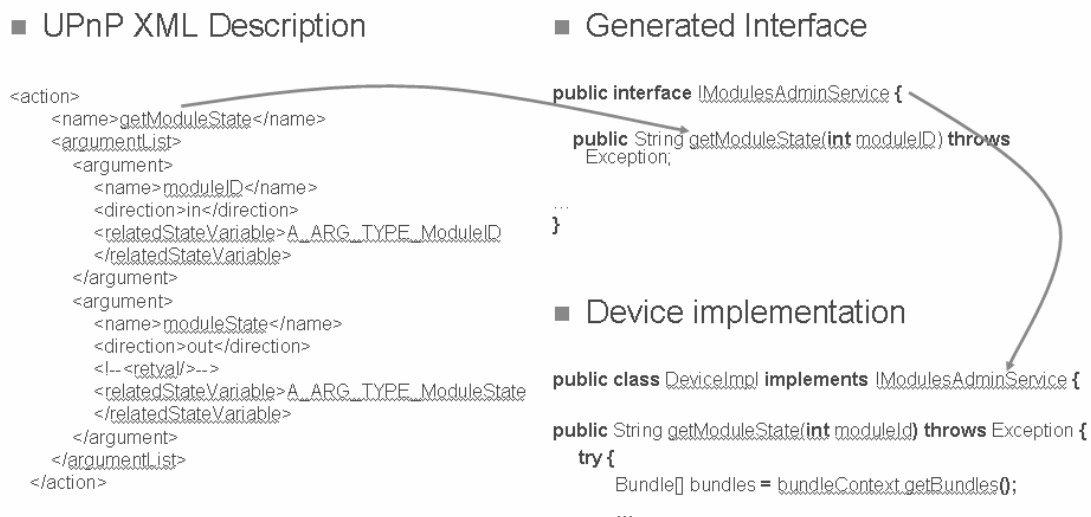 UPnP XML Description
<action>
<name>getModuleState</name>
<argumentList>
<argument>
<name>moduleID</name>
<direction>in</direction>
<relatedStateVariable>A_ARG_TYPE_ModuleID
</relatedStateVariable>
</argument>
<argument>
<name>moduleState</name>
<direction>out</direction>
<!--<retval/>-->
<relatedStateVariable>A_ARG_TYPE_ModuleState
</relatedStateVariable>
</argument>
</argumentList>
</action>
Generated Interface
public interface IModulesAdminService {
public String getModuleState(int moduleID) throws
Exception;
...
}
Device implementation
public class DeviceImpl implements IModulesAdminService {
public String getModuleState(int moduleId) throws Exception {
try {
Bundle[] bundles = bundleContext.getBundles();
...